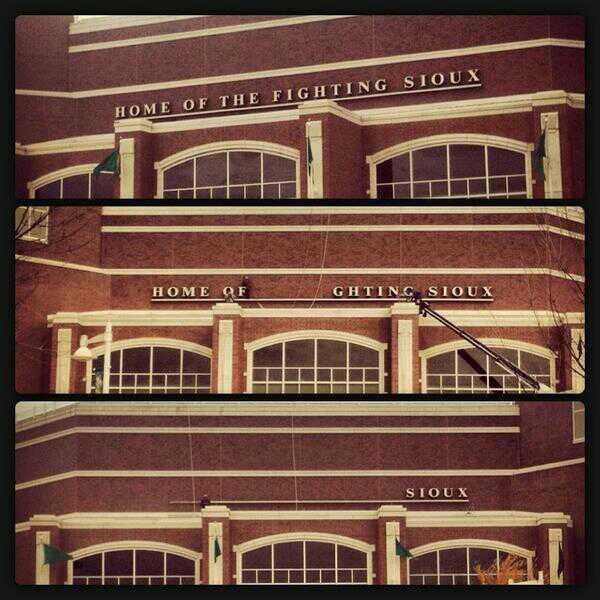 HOME OF THE FIGHTING SIOUX
HOME OF GHTING SIOUX
SIOUX